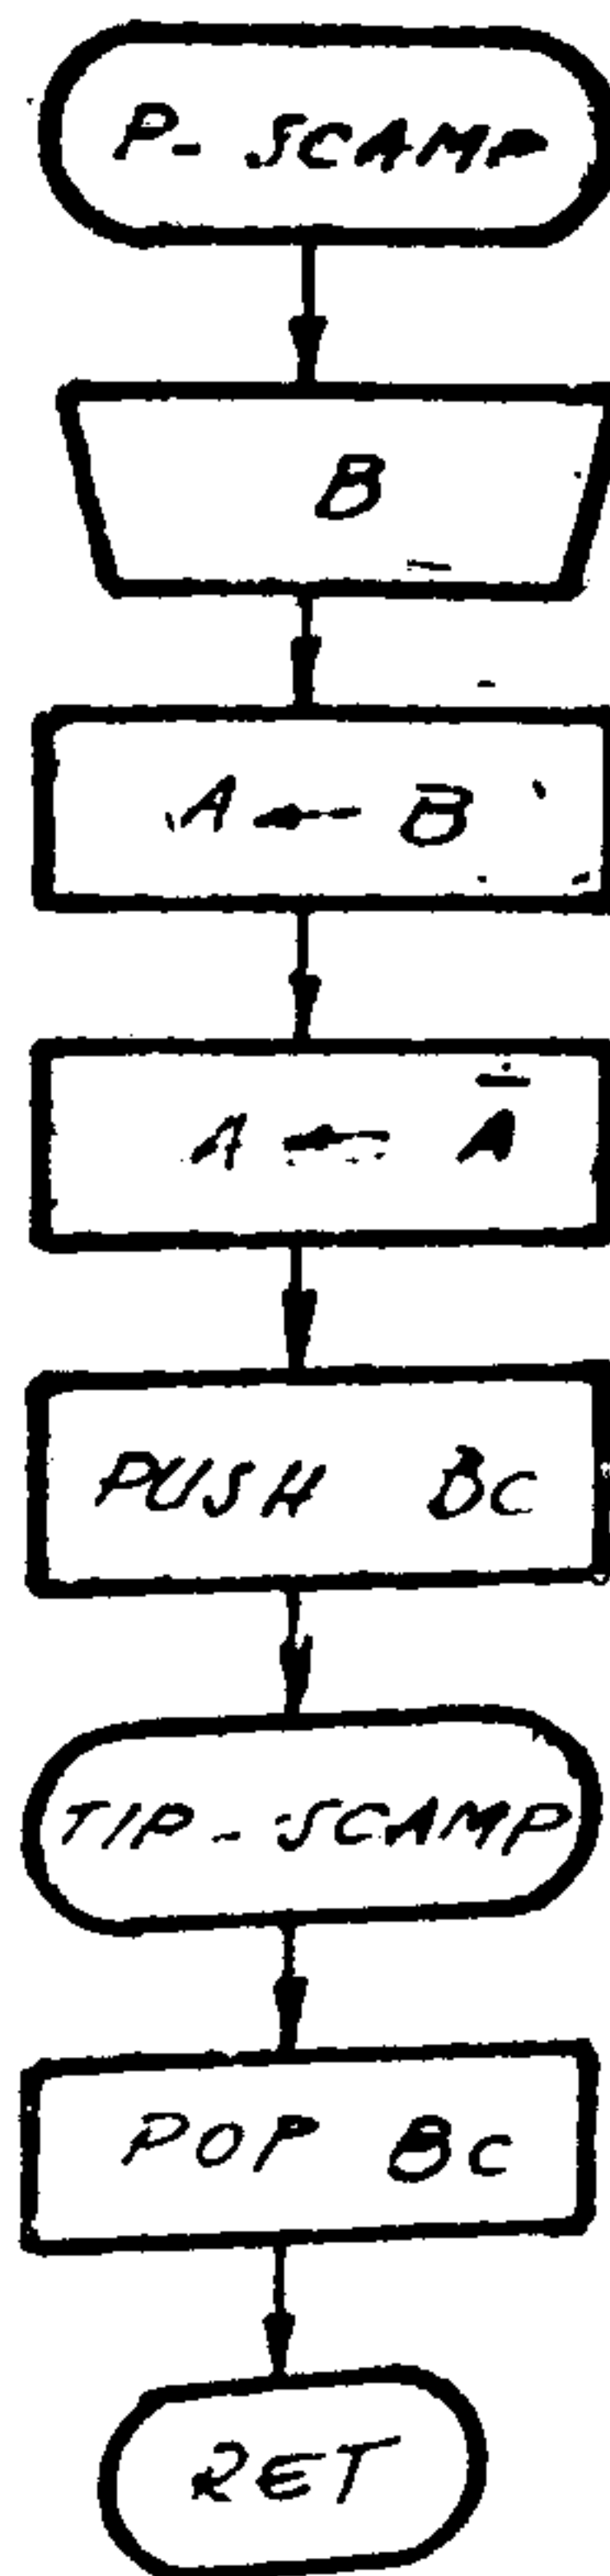 P- SCAMP
B
A ← B
A ← Ā
PUSH BC
TIP-SCAMP
POP BC
RET